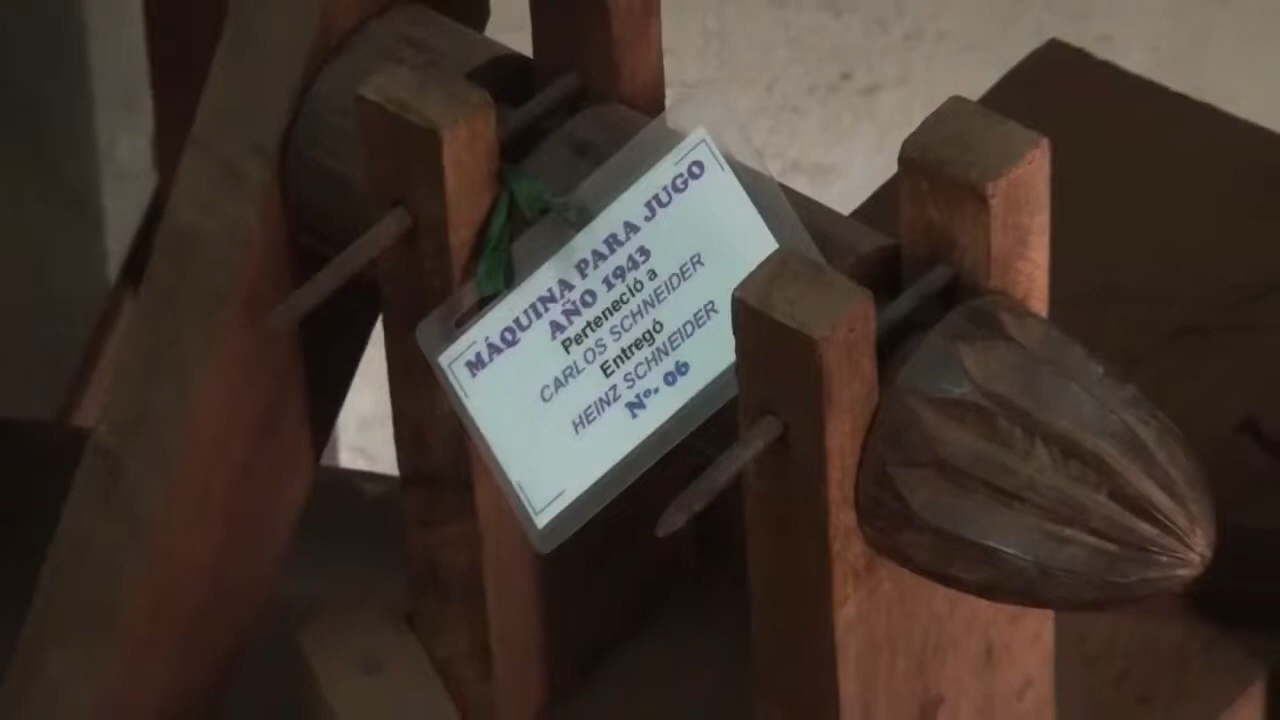 MÁQUINA PARA JUGO
AÑO 1943
Perteneció a
CARLOS SCHNEIDER
Entregó
HEINZ SCHNEIDER
Nº- 06